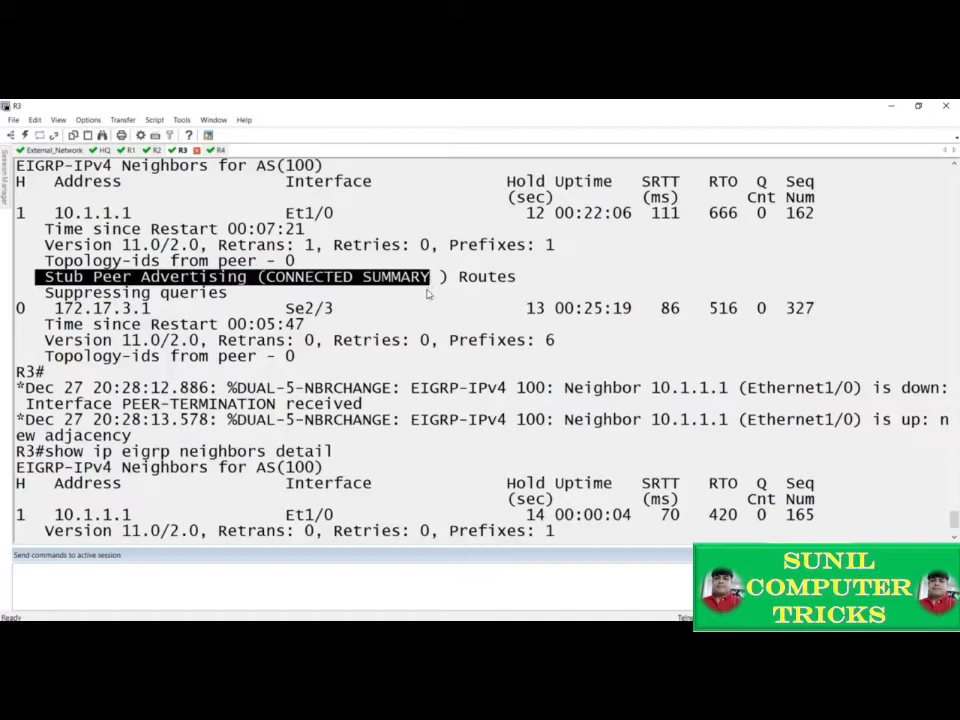 R3
File Edit View Options Transfer Script Tools Window Help
Session Manager
External_Network HQ R1 R2 R3 R4
EIGRP-IPv4 Neighbors for AS(100)
H Address Interface Hold Uptime SRTT RTO Q Seq
(sec) (ms) Cnt Num
1 10.1.1.1 Et1/0 12 00:22:06 111 666 0 162
Time since Restart 00:07:21
Version 11.0/2.0, Retrans: 1, Retries: 0, Prefixes: 1
Topology-ids from peer - 0
Stub Peer Advertising (CONNECTED SUMMARY ) Routes
Suppressing queries
0 172.17.3.1 Se2/3 13 00:25:19 86 516 0 327
Time since Restart 00:05:47
Version 11.0/2.0, Retrans: 0, Retries: 0, Prefixes: 6
Topology-ids from peer - 0
R3#
*Dec 27 20:28:12.886: %DUAL-5-NBRCHANGE: EIGRP-IPv4 100: Neighbor 10.1.1.1 (Ethernet1/0) is down:
Interface PEER-TERMINATION received
*Dec 27 20:28:13.578: %DUAL-5-NBRCHANGE: EIGRP-IPv4 100: Neighbor 10.1.1.1 (Ethernet1/0) is up: n
ew adjacency
R3#show ip eigrp neighbors detail
EIGRP-IPv4 Neighbors for AS(100)
H Address Interface Hold Uptime SRTT RTO Q Seq
(sec) (ms) Cnt Num
1 10.1.1.1 Et1/0 14 00:00:04 70 420 0 165
Version 11.0/2.0, Retrans: 0, Retries: 0, Prefixes: 1
Send commands to active session
Ready
SUNIL
COMPUTER
TRICKS